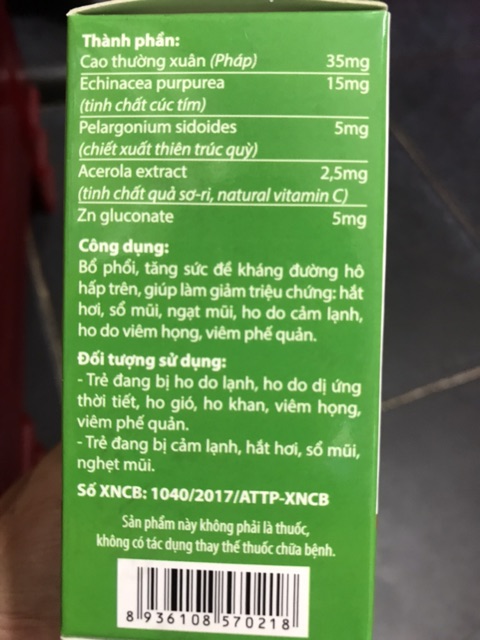 Thành phần:
Cao thường xuân (Pháp) 35mg
Echinacea purpurea 15mg
(tinh chất cúc tím)
Pelargonium sidoides 5mg
(chiết xuất thiên trúc quỳ)
Acerola extract 2,5mg
(tinh chất quả sơ-ri, natural vitamin C)
Zn gluconate 5mg
Công dụng:
Bổ phổi, tăng sức đề kháng đường hô
hấp trên, giúp làm giảm triệu chứng: hắt
hơi, sổ mũi, ngạt mũi, ho do cảm lạnh,
ho do viêm họng, viêm phế quản.
Đối tượng sử dụng:
- Trẻ đang bị ho do lạnh, ho do dị ứng
thời tiết, ho gió, ho khan, viêm họng,
viêm phế quản.
- Trẻ đang bị cảm lạnh, hắt hơi, sổ mũi,
nghẹt mũi.
Số XNCB: 1040/2017/ATTP-XNCB
Sản phẩm này không phải là thuốc,
không có tác dụng thay thế thuốc chữa bệnh.
8 936108 570218